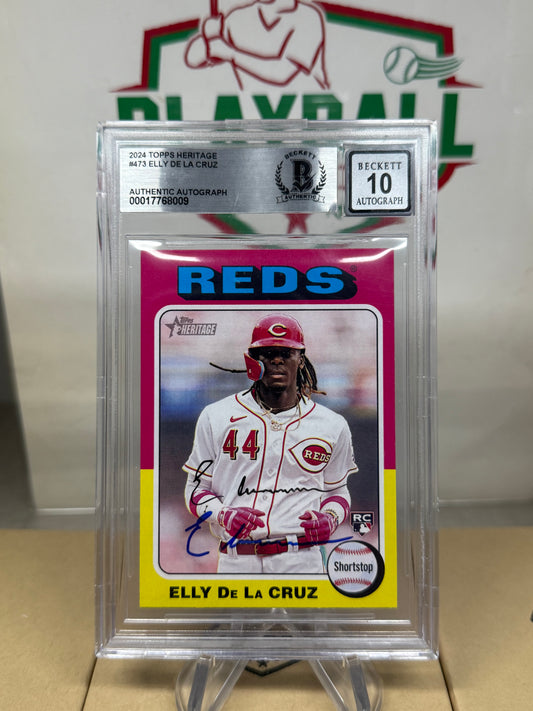 PLAYBALL
2024 TOPPS HERITAGE
#473 ELLY DE LA CRUZ
AUTHENTIC AUTOGRAPH
00017768009
BECKETT
B
AUTHENTIC
BECKETT
10
AUTOGRAPH
REDS
Topps
HERITAGE
C
44
REDS
RC
Shortstop
ELLY DE LA CRUZ